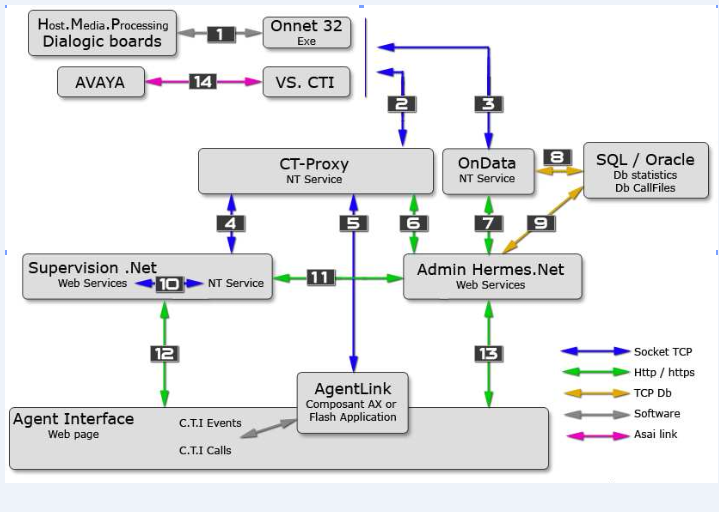 Host.Media.Processing
Dialogic boards
1
Onnet 32
Exe
AVAYA
14
VS. CTI
2
3
CT-Proxy
NT Service
OnData
NT Service
8
SQL / Oracle
Db statistics
Db CallFiles
4
5
6
7
9
Supervision .Net
Web Services
10
NT Service
11
Admin Hermes.Net
Web Services
12
13
AgentLink
Composant AX or
Flash Application
Agent Interface
Web page
C.T.I Events
C.T.I Calls
Socket TCP
Http / https
TCP Db
Software
Asai link